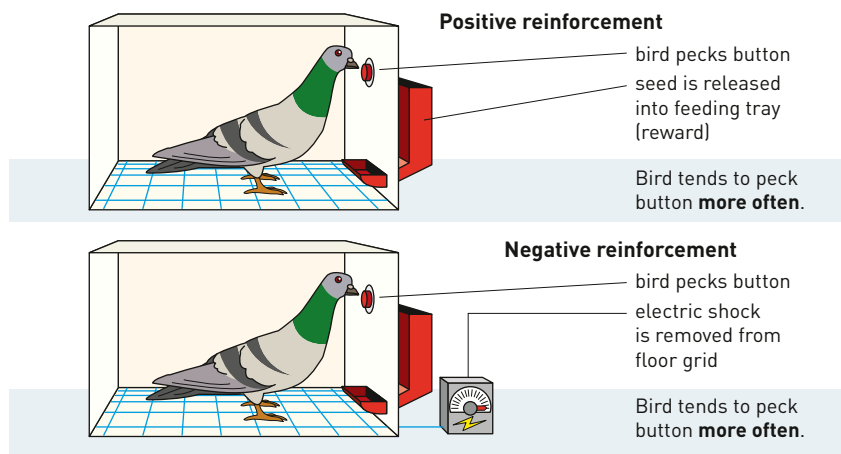 Positive reinforcement
bird pecks button
seed is released
into feeding tray
(reward)
Bird tends to peck
button more often.
Negative reinforcement
bird pecks button
electric shock
is removed from
floor grid
Bird tends to peck
button more often.